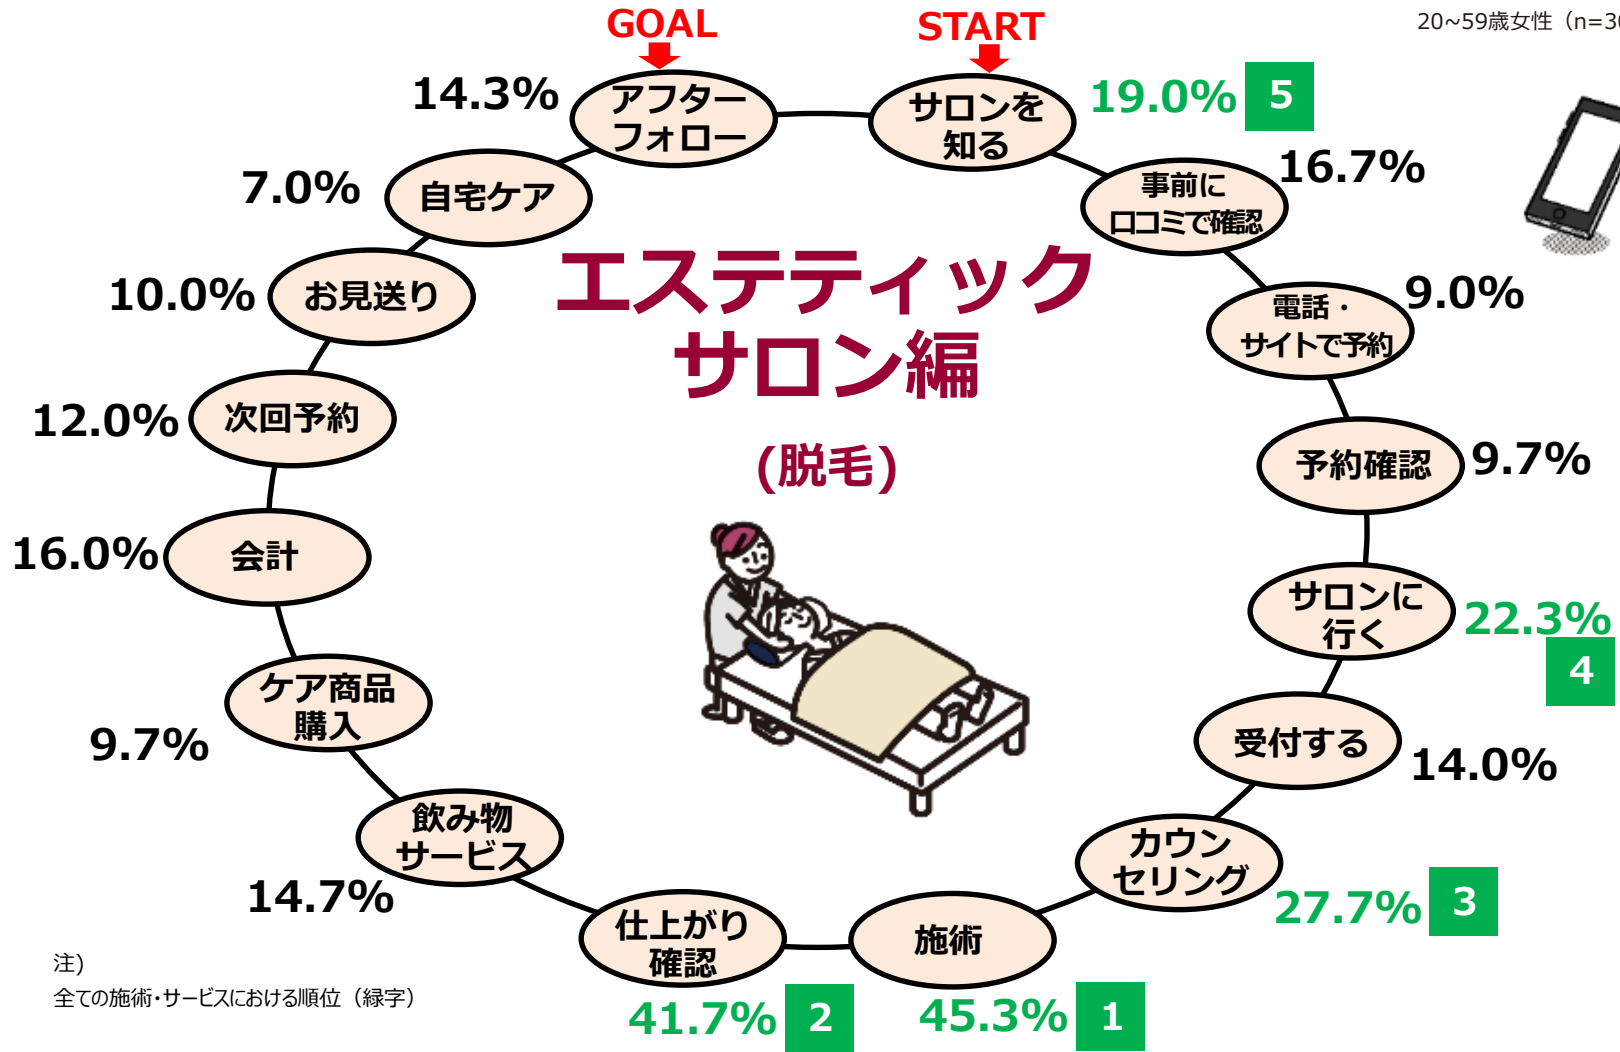 GOAL
START
20~59歳女性（n=30
14.3%
アフター
フォロー
サロンを
知る
19.0%
5
事前に
口コミで確認
16.7%
電話・
サイトで予約
9.0%
予約確認
9.7%
サロンに
行く
22.3%
4
受付する
14.0%
カウン
セリング
27.7%
3
施術
45.3%
1
仕上がり
確認
41.7%
2
飲み物
サービス
14.7%
ケア商品
購入
9.7%
会計
16.0%
次回予約
12.0%
お見送り
10.0%
自宅ケア
7.0%
エステティック
サロン編
(脱毛)
注)
全ての施術・サービスにおける順位（緑字）